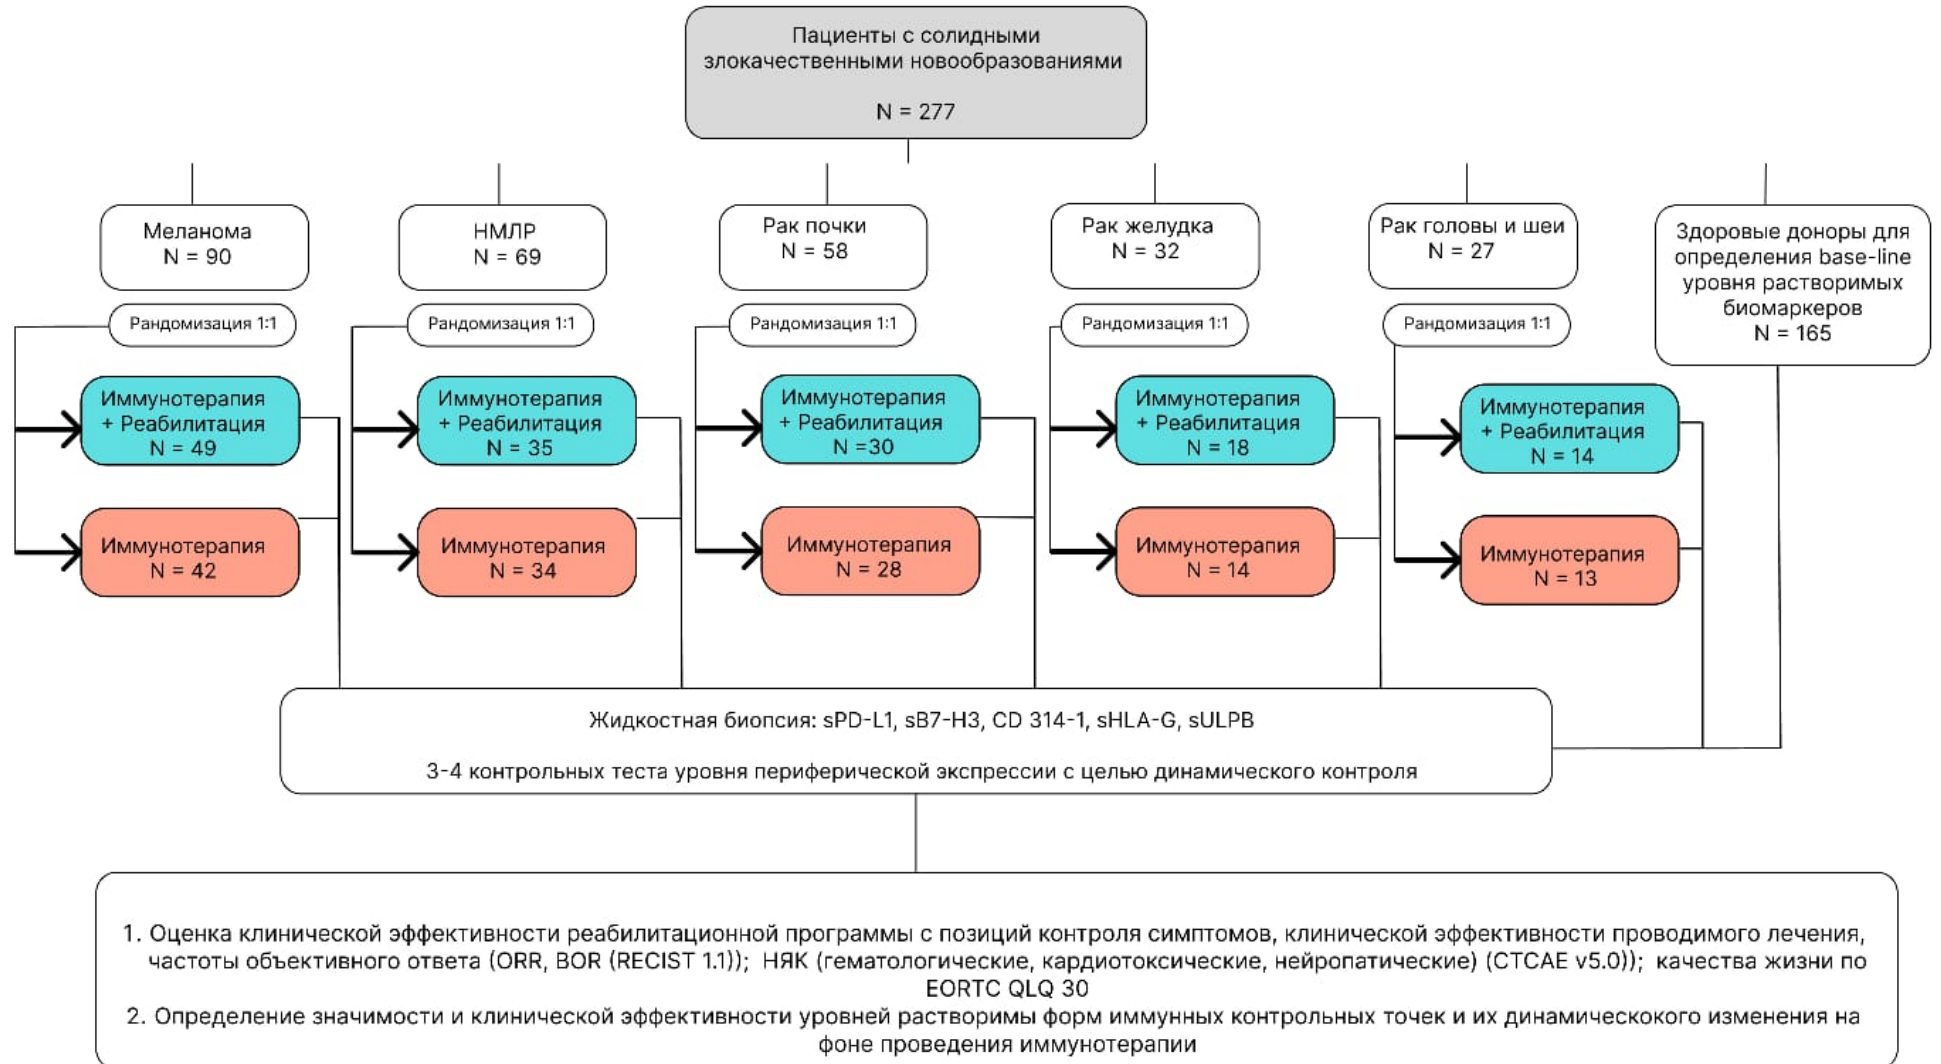 Пациенты с солидными
злокачественными новообразованиями
N = 277
Меланома
N = 90
НМЛР
N = 69
Рак почки
N = 58
Рак желудка
N = 32
Рак головы и шеи
N = 27
Здоровые доноры для
определения base-line
уровня растворимых
биомаркеров
N = 165
Рандомизация 1:1
Рандомизация 1:1
Рандомизация 1:1
Рандомизация 1:1
Рандомизация 1:1
Иммунотерапия
+ Реабилитация
N = 49
Иммунотерапия
+ Реабилитация
N = 35
Иммунотерапия
+ Реабилитация
N =30
Иммунотерапия
+ Реабилитация
N = 18
Иммунотерапия
+ Реабилитация
N = 14
Иммунотерапия
N = 42
Иммунотерапия
N = 34
Иммунотерапия
N = 28
Иммунотерапия
N = 14
Иммунотерапия
N = 13
Жидкостная биопсия: sPD-L1, sB7-H3, CD 314-1, sHLA-G, sULPB
3-4 контрольных теста уровня периферической экспрессии с целью динамического контроля
1. Оценка клинической эффективности реабилитационной программы с позиций контроля симптомов, клинической эффективности проводимого лечения,
частоты объективного ответа (ORR, BOR (RECIST 1.1)); НЯК (гематологические, кардиотоксические, нейропатические) (CTCAE v5.0)); качества жизни по
EORTC QLQ 30
2. Определение значимости и клинической эффективности уровней растворимы форм иммунных контрольных точек и их динамическокого изменения на
фоне проведения иммунотерапии